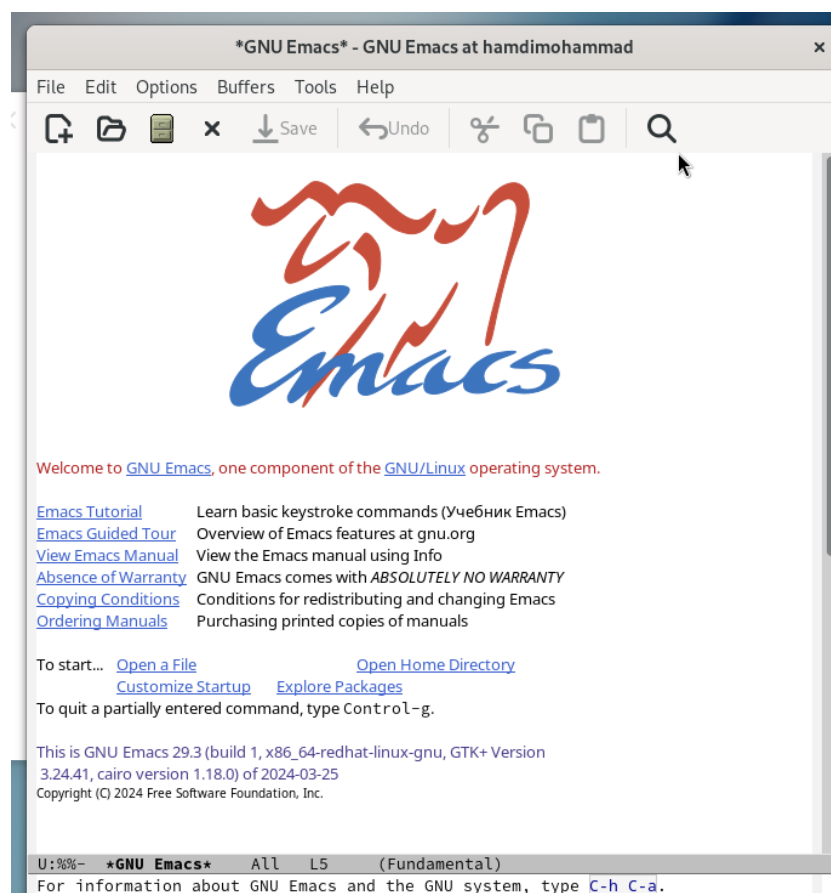 *GNU Emacs* - GNU Emacs at hamdimohammad ×
File Edit Options Buffers Tools Help
Save Undo
Emacs
Welcome to GNU Emacs, one component of the GNU/Linux operating system.
Emacs Tutorial Learn basic keystroke commands (Учебник Emacs)
Emacs Guided Tour Overview of Emacs features at gnu.org
View Emacs Manual View the Emacs manual using Info
Absence of Warranty GNU Emacs comes with ABSOLUTELY NO WARRANTY
Copying Conditions Conditions for redistributing and changing Emacs
Ordering Manuals Purchasing printed copies of manuals
To start... Open a File Open Home Directory
Customize Startup Explore Packages
To quit a partially entered command, type Control-g.
This is GNU Emacs 29.3 (build 1, x86_64-redhat-linux-gnu, GTK+ Version
3.24.41, cairo version 1.18.0) of 2024-03-25
Copyright (C) 2024 Free Software Foundation, Inc.
U:%%- *GNU Emacs* All L5 (Fundamental)
For information about GNU Emacs and the GNU system, type C-h C-a.